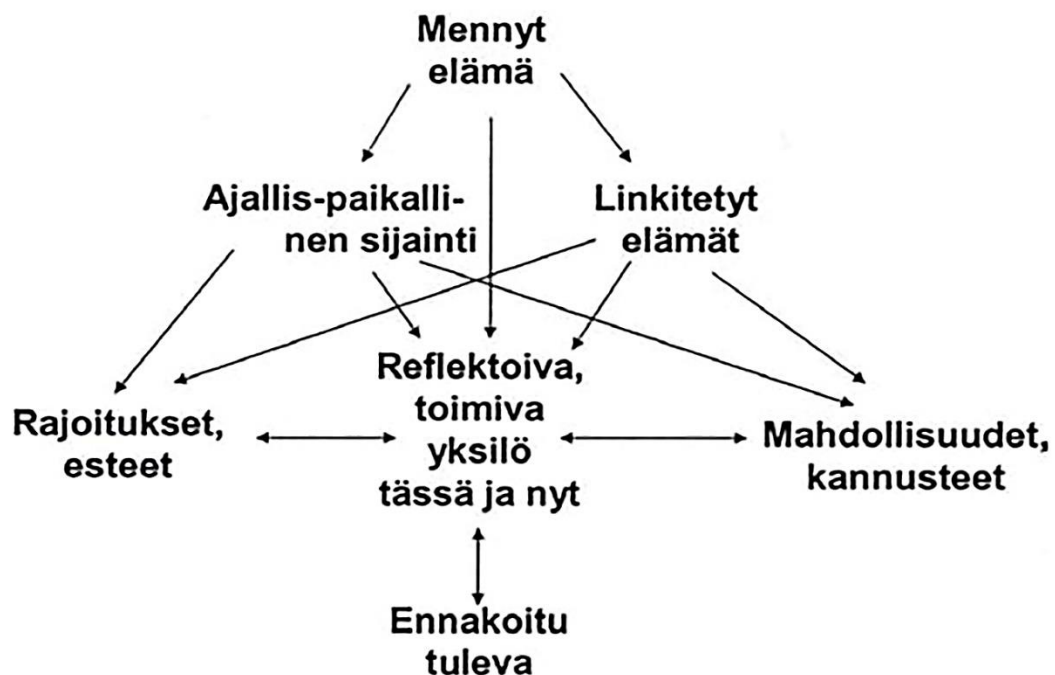 Mennyt
elämä
Ajallis-paikalli-
nen sijainti
Linkitetyt
elämät
Rajoitukset,
esteet
Reflektoiva,
toimiva
yksilö
tässä ja nyt
Mahdollisuudet,
kannusteet
Ennakoitu
tuleva